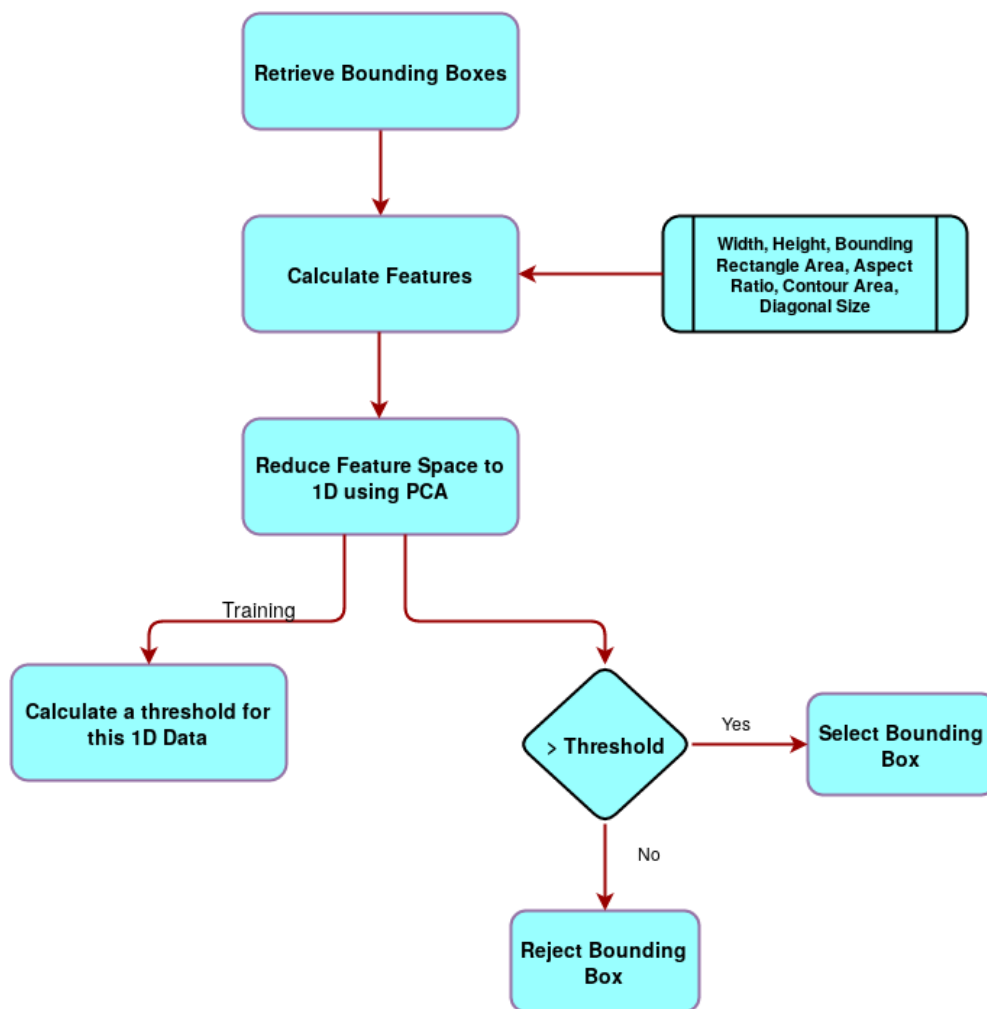 Retrieve Bounding Boxes
Calculate Features
Width, Height, Bounding
Rectangle Area, Aspect
Ratio, Contour Area,
Diagonal Size
Reduce Feature Space to
1D using PCA
Training
Calculate a threshold for
this 1D Data
> Threshold
Yes
Select Bounding
Box
No
Reject Bounding
Box